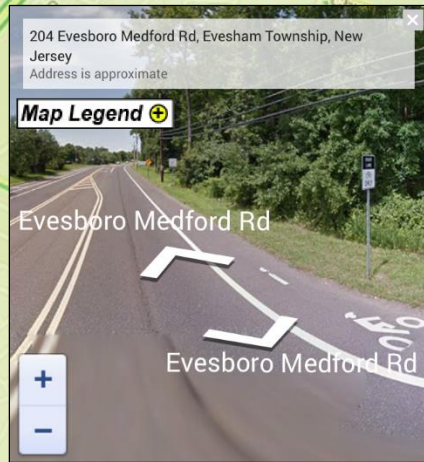 204 Evesboro Medford Rd, Evesham Township, New
Jersey
Address is approximate
Map Legend +
Evesboro Medford Rd
Evesboro Medford Rd
+
−